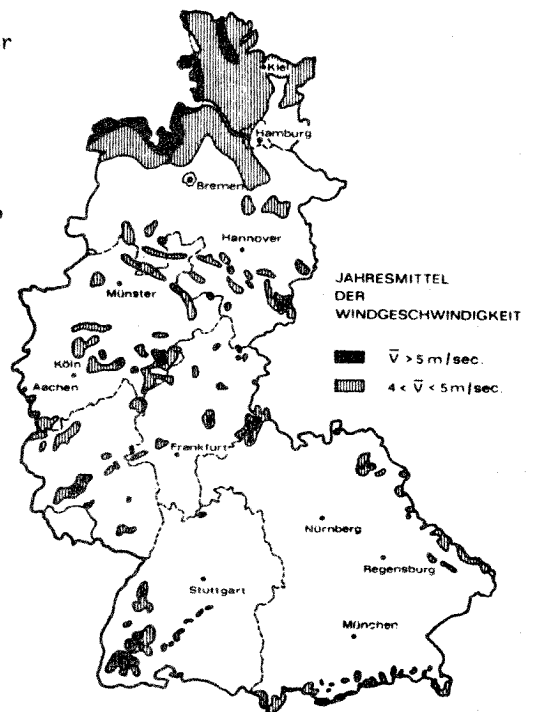 r
Kiel
Hamburg
Bremen
Hannover
Münster
JAHRESMITTEL
DER
WINDGESCHWINDIGKEIT
V̅ >5 m/sec.
4 < V̅ < 5 m/sec.
Köln
Aachen
Frankfurt
Nürnberg
Regensburg
Stuttgart
München